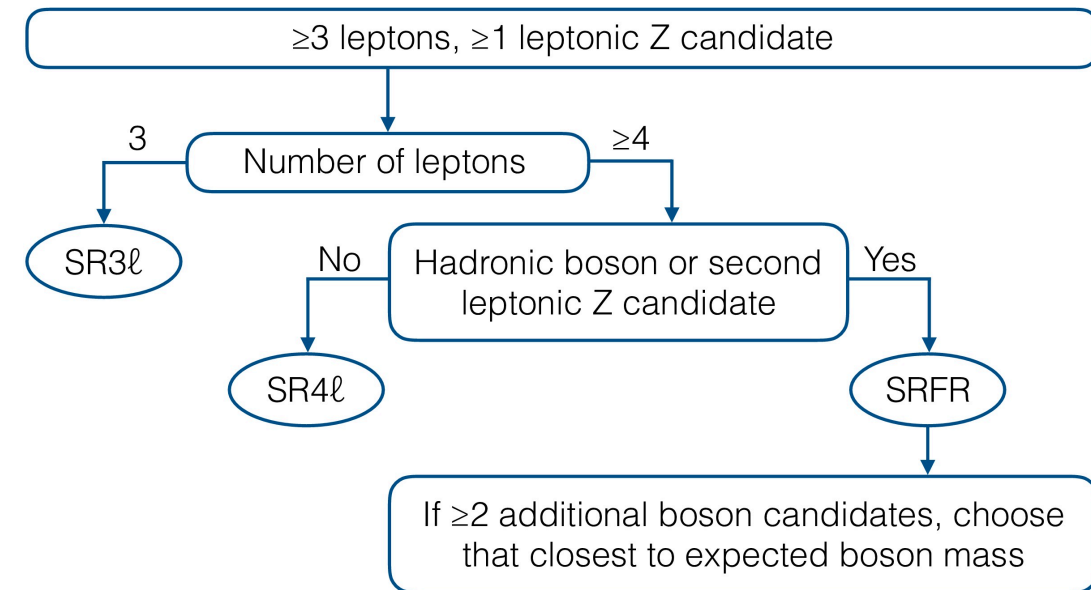 ≥3 leptons, ≥1 leptonic Z candidate
3
Number of leptons
≥4
SR3ℓ
No
Hadronic boson or second
leptonic Z candidate
Yes
SR4ℓ
SRFR
If ≥2 additional boson candidates, choose
that closest to expected boson mass